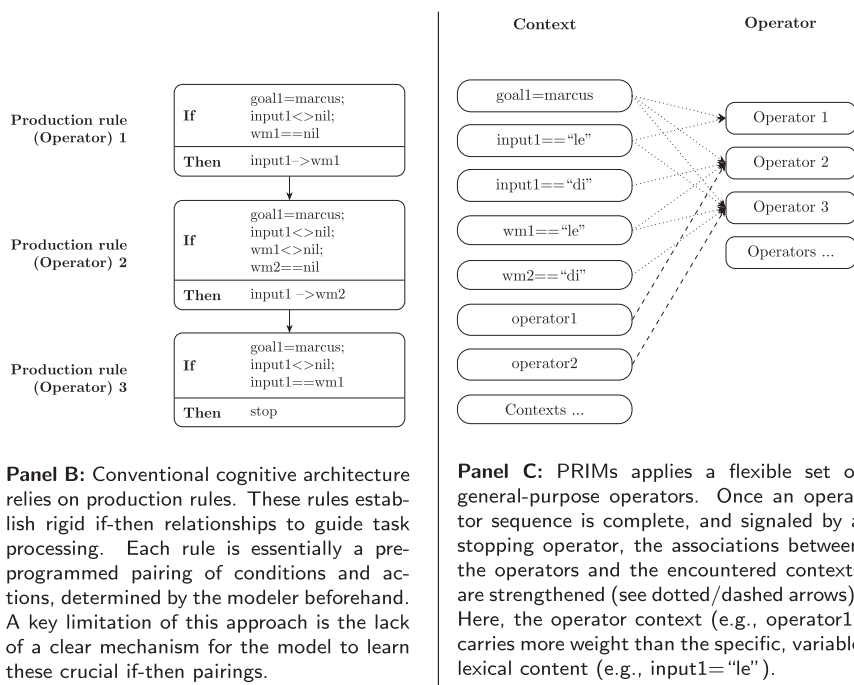 Production rule
(Operator) 1
If
goal1=marcus;
input1<>nil;
wm1==nil
Then input1–>wm1
Production rule
(Operator) 2
If
goal1=marcus;
input1<>nil;
wm1<>nil;
wm2==nil
Then input1 –>wm2
Production rule
(Operator) 3
If
goal1=marcus;
input1<>nil;
input1==wm1
Then stop
Panel B: Conventional cognitive architecture
relies on production rules. These rules estab-
lish rigid if-then relationships to guide task
processing. Each rule is essentially a pre-
programmed pairing of conditions and ac-
tions, determined by the modeler beforehand.
A key limitation of this approach is the lack
of a clear mechanism for the model to learn
these crucial if-then pairings.
Context
goal1=marcus
input1==“le”
input1==“di”
wm1==“le”
wm2==“di”
operator1
operator2
Contexts ...
Operator
Operator 1
Operator 2
Operator 3
Operators ...
Panel C: PRIMs applies a flexible set o
general-purpose operators. Once an opera
tor sequence is complete, and signaled by a
stopping operator, the associations between
the operators and the encountered contexts
are strengthened (see dotted/dashed arrows)
Here, the operator context (e.g., operator1
carries more weight than the specific, variable
lexical content (e.g., input1=“le”).